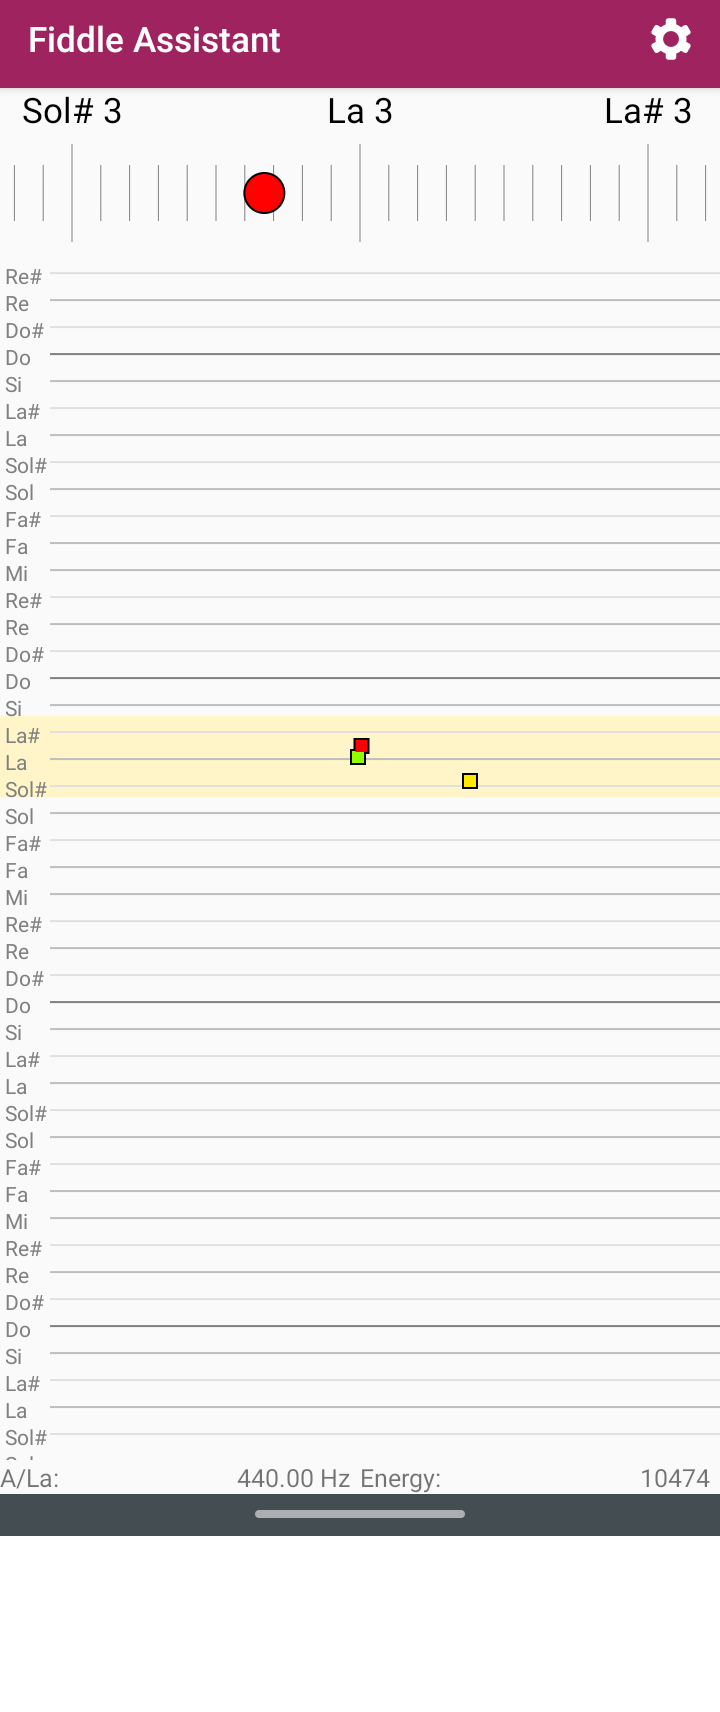 Fiddle Assistant
Sol# 3 La 3 La# 3
Re#
Re
Do#
Do
Si
La#
La
Sol#
Sol
Fa#
Fa
Mi
Re#
Re
Do#
Do
Si
La#
La
Sol#
Sol
Fa#
Fa
Mi
Re#
Re
Do#
Do
Si
La#
La
Sol#
Sol
Fa#
Fa
Mi
Re#
Re
Do#
Do
Si
La#
La
Sol#
A/La: 440.00 Hz Energy: 10474